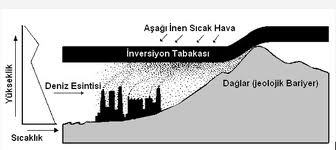 Aşağı İnen Sıcak Hava
İnversiyon Tabakası
Yükseklik
Deniz Esintisi
Dağlar (jeolojik Bariyer)
Sıcaklık